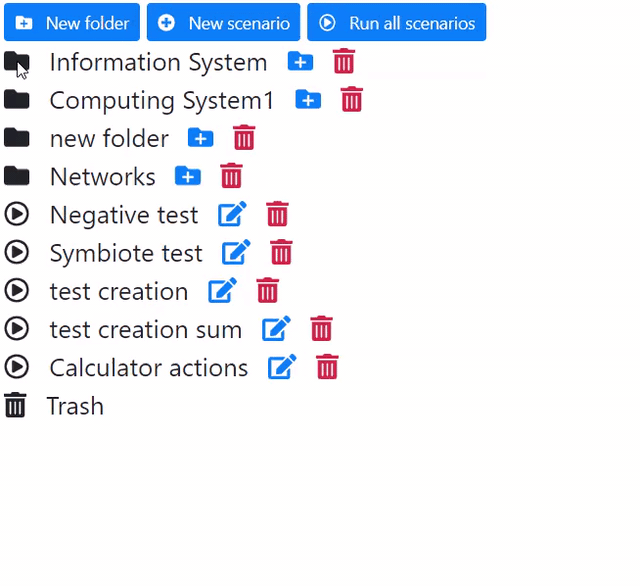 New folder New scenario Run all scenarios
Information System
Computing System1
new folder
Networks
Negative test
Symbiote test
test creation
test creation sum
Calculator actions
Trash